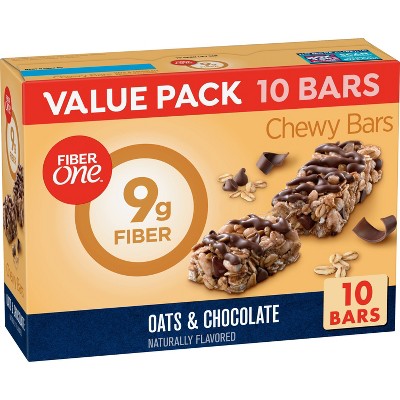 VALUE PACK 10 BARS
Chewy Bars
FIBER
One
9g
FIBER
10
BARS
OATS & CHOCOLATE
NATURALLY FLAVORED